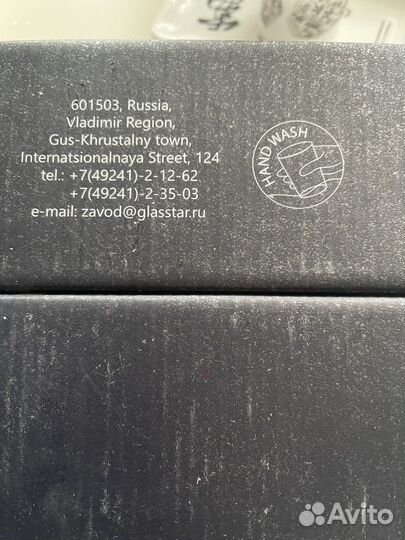 601503, Russia,
Vladimir Region,
Gus-Khrustalny town,
Internatsionalnaya Street, 124
tel.: +7(49241)-2-12-62
+7(49241)-2-35-03
e-mail: zavod@glasstar.ru
HAND WASH
Avito